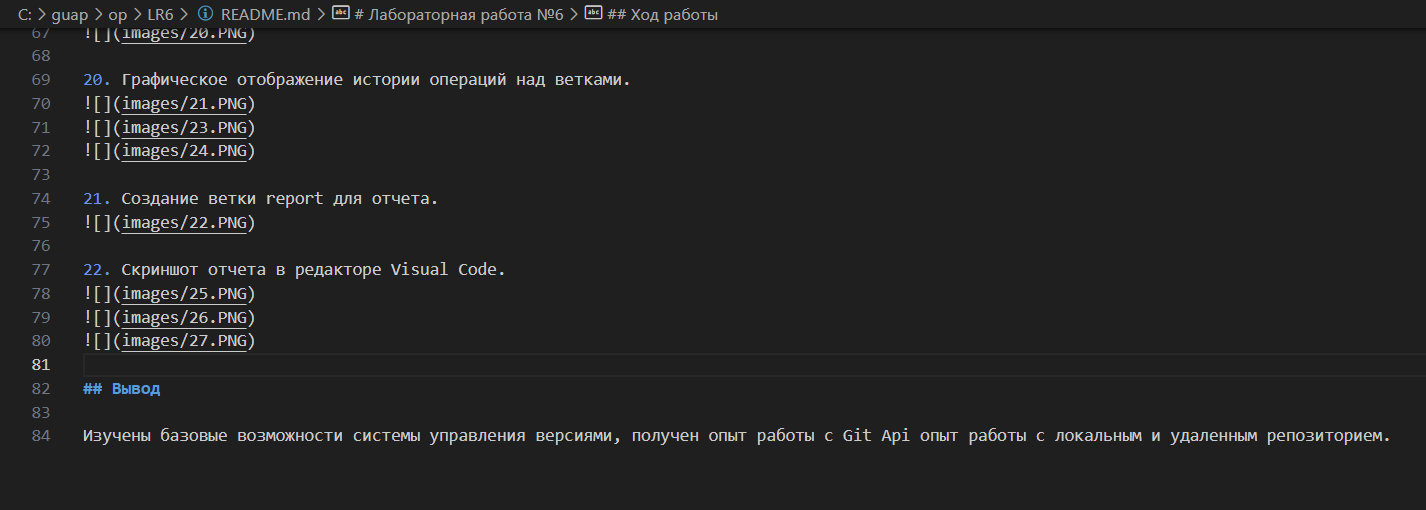 C: > guap > op > LR6 > README.md > # Лабораторная работа №6 > ## Ход работы
67 ![](images/20.PNG)
68
69 20. Графическое отображение истории операций над ветками.
70 ![](images/21.PNG)
71 ![](images/23.PNG)
72 ![](images/24.PNG)
73
74 21. Создание ветки report для отчета.
75 ![](images/22.PNG)
76
77 22. Скриншот отчета в редакторе Visual Code.
78 ![](images/25.PNG)
79 ![](images/26.PNG)
80 ![](images/27.PNG)
81
82 ## Вывод
83
84 Изучены базовые возможности системы управления версиями, получен опыт работы с Git Api опыт работы с локальным и удаленным репозиторием.